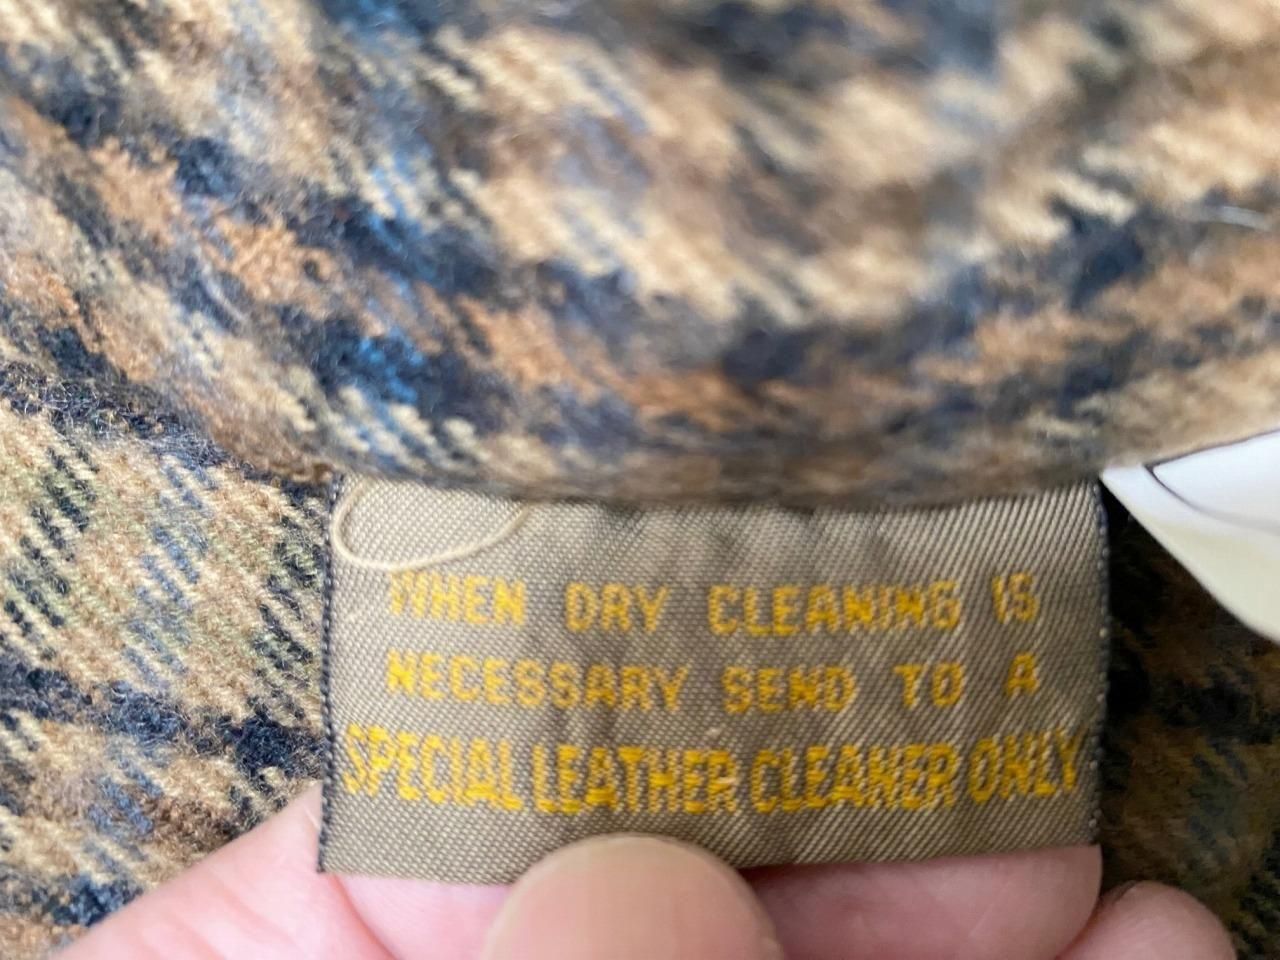 WHEN DRY CLEANING IS
NECESSARY SEND TO A
SPECIAL LEATHER CLEANER ONLY